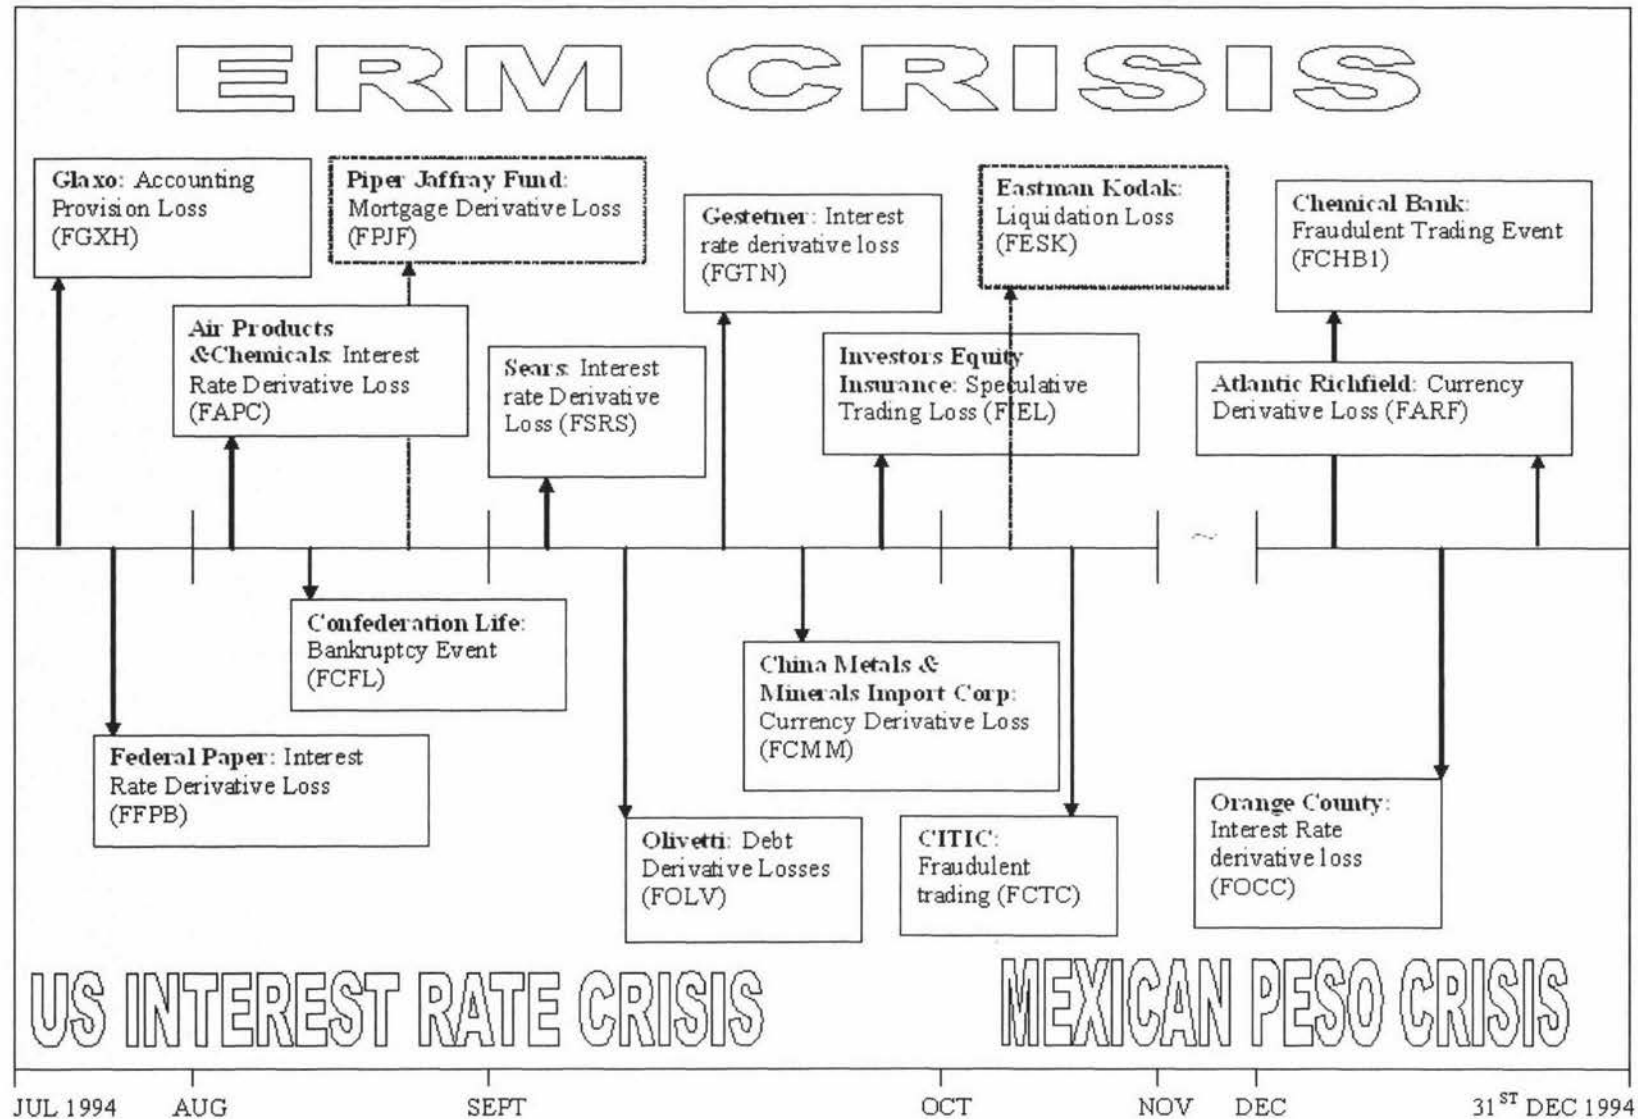 ERM CRISIS
Glaxo: Accounting
Provision Loss
(FGXH)
Piper Jaffray Fund:
Mortgage Derivative Loss
(FPJF)
Gestetner: Interest
rate derivative loss
(FGTN)
Eastman Kodak:
Liquidation Loss
(FESK)
Chemical Bank:
Fraudulent Trading Event
(FCHB1)
Air Products
&Chemicals: Interest
Rate Derivative Loss
(FAPC)
Sears: Interest
rate Derivative
Loss (FSRS)
Investors Equity
Insurance: Speculative
Trading Loss (FIEL)
Atlantic Richfield: Currency
Derivative Loss (FARF)
~
Confederation Life:
Bankruptcy Event
(FCFL)
China Metals &
Minerals Import Corp:
Currency Derivative Loss
(FCMM)
Federal Paper: Interest
Rate Derivative Loss
(FFPB)
Olivetti: Debt
Derivative Losses
(FOLV)
CITIC:
Fraudulent
trading (FCTC)
Orange County:
Interest Rate
derivative loss
(FOCC)
US INTEREST RATE CRISIS
MEXICAN PESO CRISIS
JUL 1994 AUG SEPT OCT NOV DEC 31ST DEC 1994